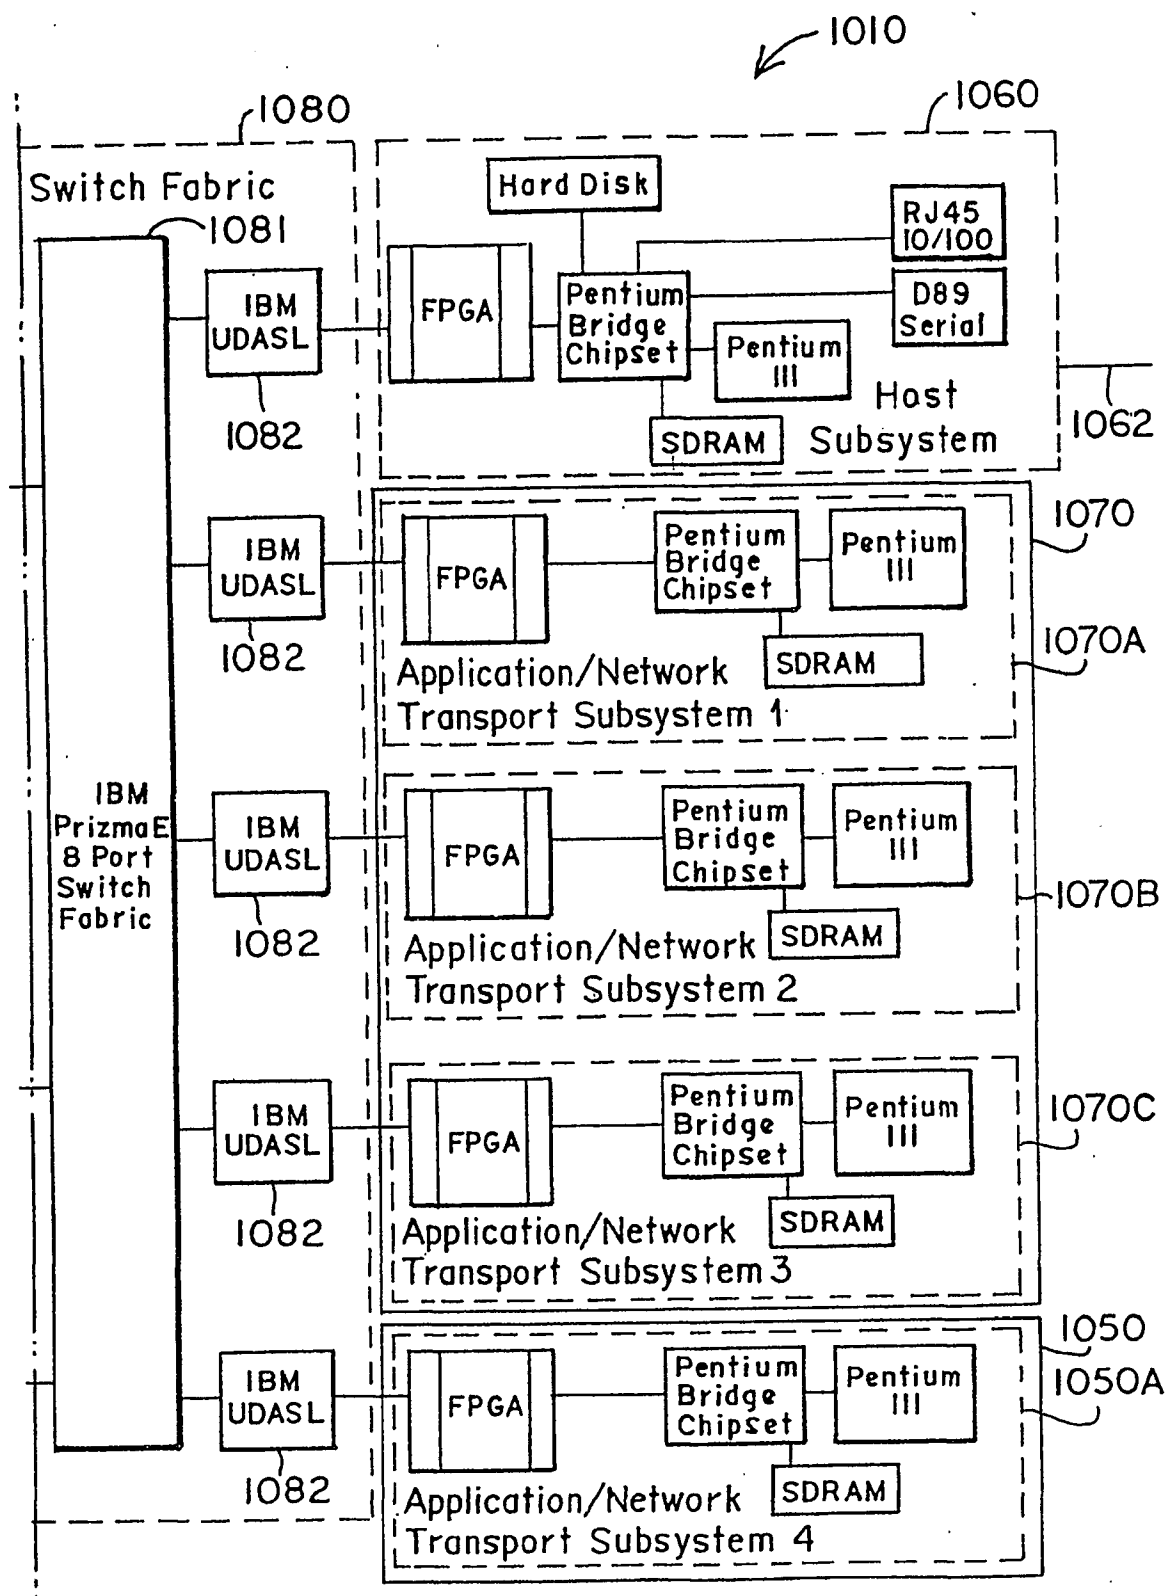 1010
1080
1060
Switch Fabric
1081
Hard Disk
RJ45
10/100
IBM
UDASL
FPGA
Pentium
Bridge
Chipset
D89
Serial
Pentium
III
Host
Subsystem
1082
SDRAM
1062
IBM
UDASL
FPGA
Pentium
Bridge
Chipset
Pentium
III
1070
1082
SDRAM
1070A
Application/Network
Transport Subsystem 1
IBM
PrizmaE
8 Port
Switch
Fabric
IBM
UDASL
FPGA
Pentium
Bridge
Chipset
Pentium
III
1070B
1082
SDRAM
Application/Network
Transport Subsystem 2
IBM
UDASL
FPGA
Pentium
Bridge
Chipset
Pentium
III
1070C
1082
SDRAM
Application/Network
Transport Subsystem 3
IBM
UDASL
FPGA
Pentium
Bridge
Chipset
Pentium
III
1050
1050A
1082
SDRAM
Application/Network
Transport Subsystem 4